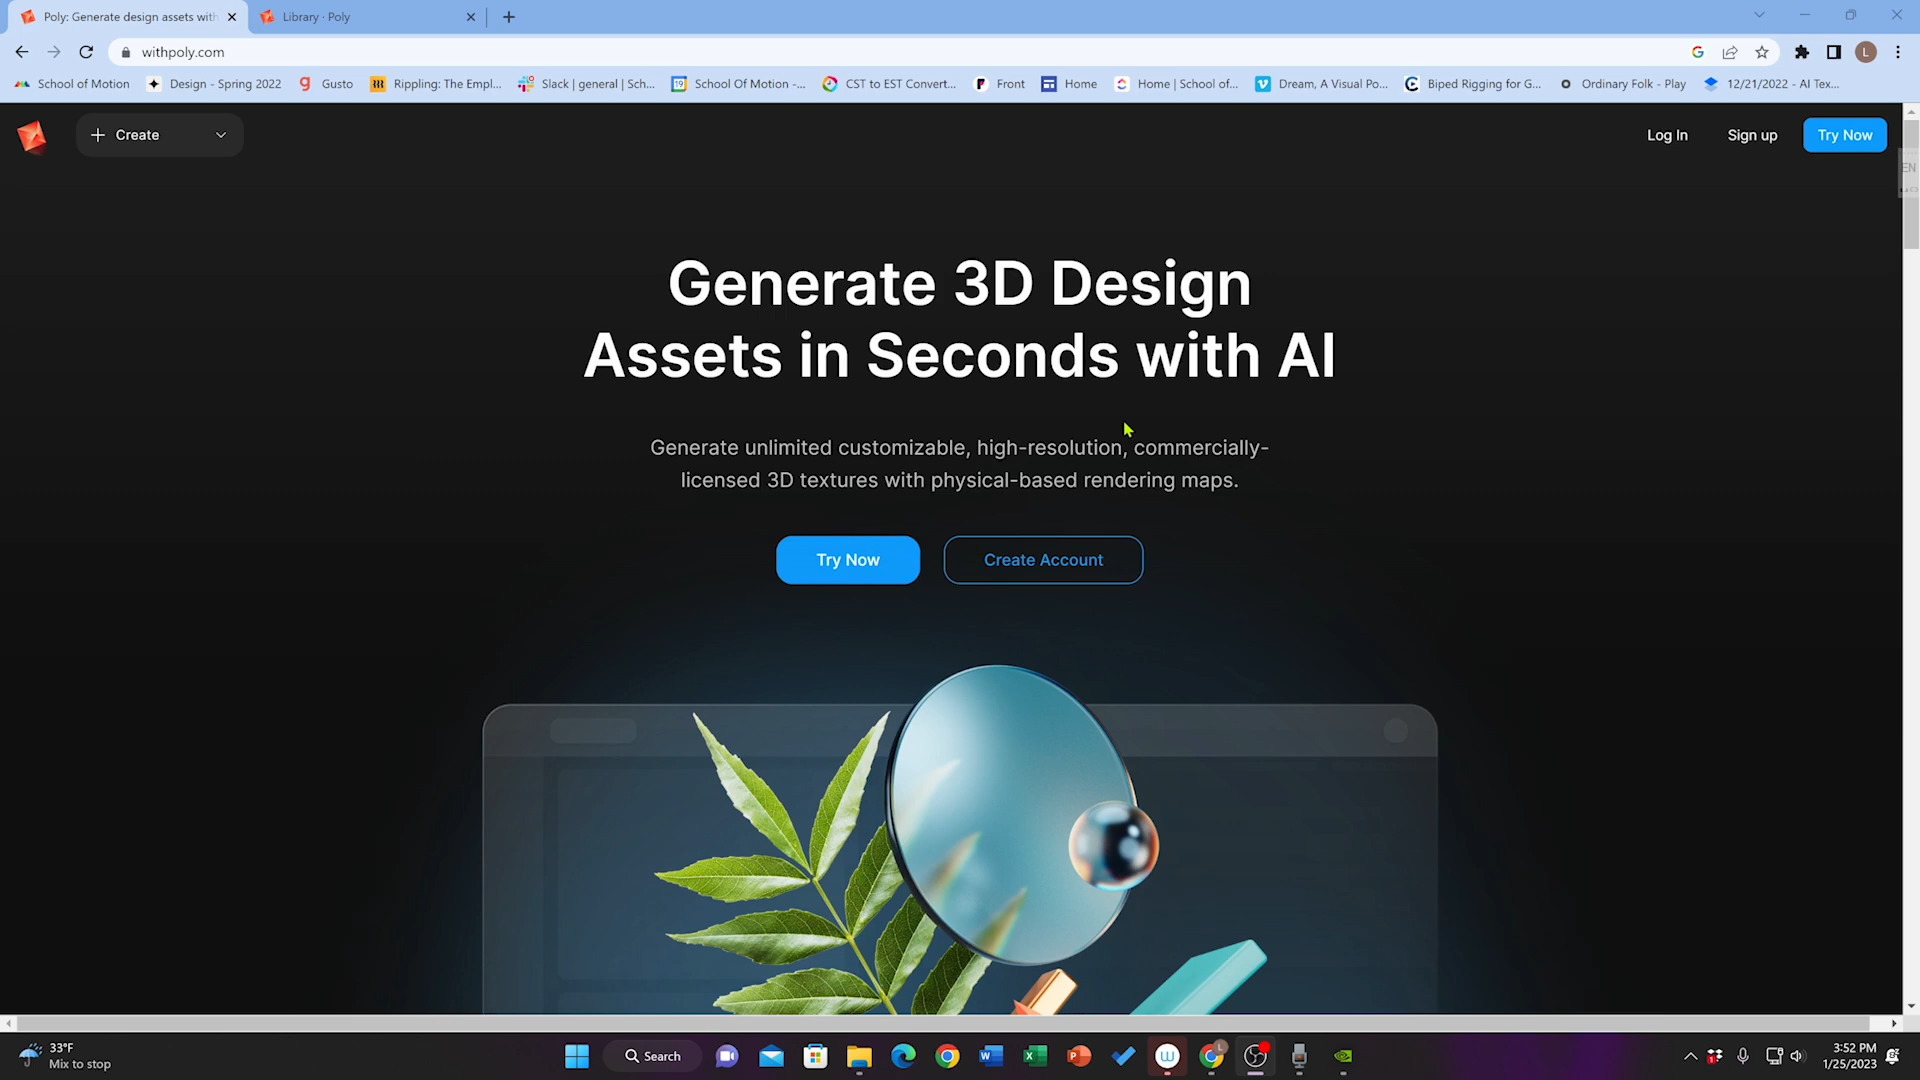 Poly: Generate design assets with
Library · Poly
withpoly.com
L
School of Motion
Design - Spring 2022
Gusto
Rippling: The Empl...
Slack | general | Sch...
School Of Motion -...
CST to EST Convert...
Front
Home
Home | School of...
Dream, A Visual Po...
Biped Rigging for G...
Ordinary Folk - Play
12/21/2022 - AI Tex...
Create
Log In
Sign up
Try Now
EN
Generate 3D Design
Assets in Seconds with AI
Generate unlimited customizable, high-resolution, commercially-
licensed 3D textures with physical-based rendering maps.
Try Now
Create Account
33°F
Mix to stop
Search
3:52 PM
1/25/2023